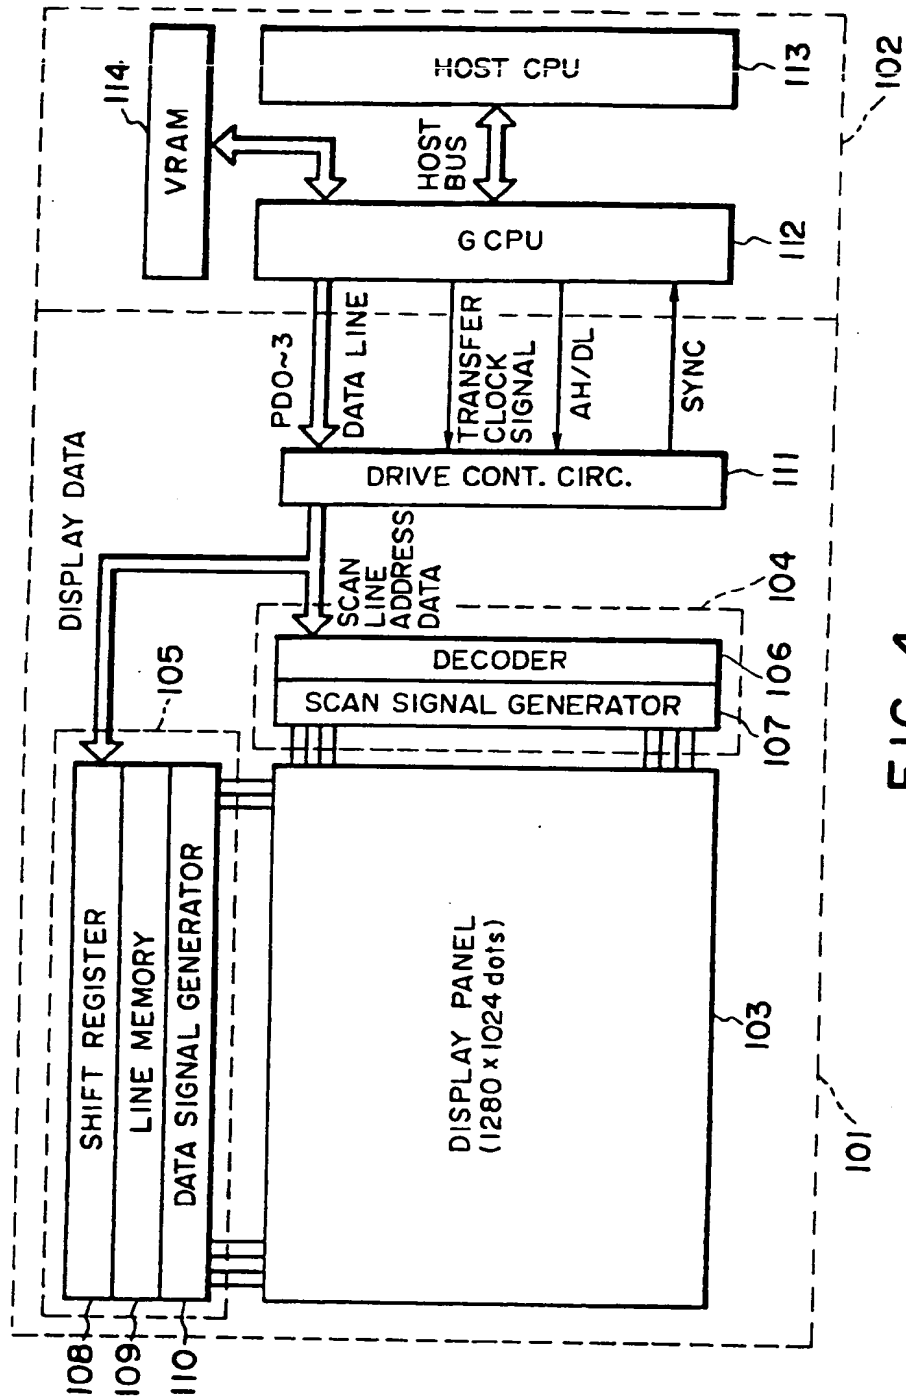 108
109
110
SHIFT REGISTER
LINE MEMORY
DATA SIGNAL GENERATOR
105
DISPLAY DATA
114
VRAM
DISPLAY PANEL
(1280 × 1024 dots)
103
SCAN SIGNAL GENERATOR
DECODER
107
106
104
SCAN
LINE
ADDRESS
DATA
DRIVE CONT. CIRC.
111
PD0~3
DATA LINE
TRANSFER
CLOCK
SIGNAL
AH/DL
SYNC
G CPU
112
HOST
BUS
HOST CPU
113
101
102